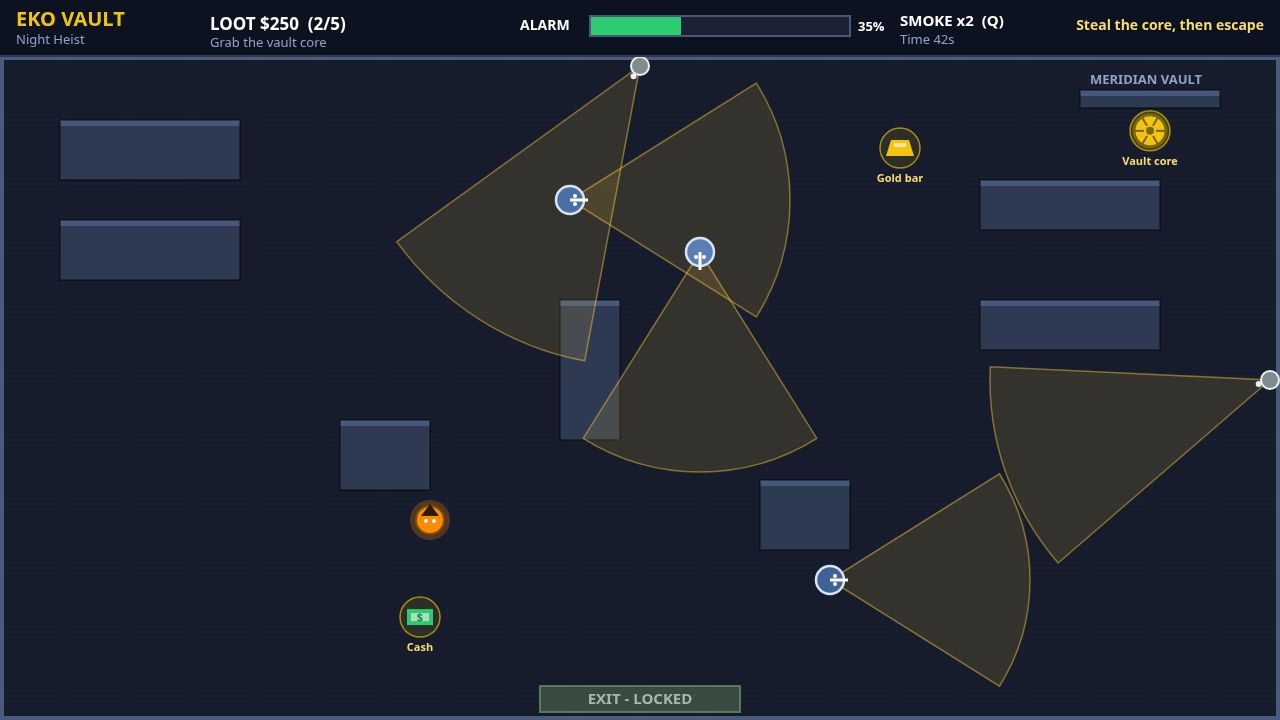 EKO VAULT
Night Heist
LOOT $250 (2/5)
Grab the vault core
ALARM
35%
SMOKE x2 (Q)
Time 42s
Steal the core, then escape
MERIDIAN VAULT
Vault core
Gold bar
$
Cash
EXIT - LOCKED